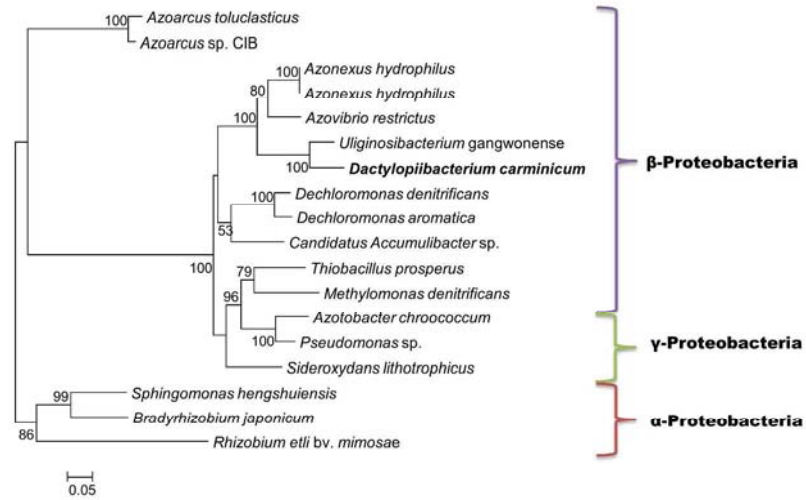 100
Azoarcus toluclasticus
Azoarcus sp. CIB
100
Azonexus hydrophilus
80
Azonexus hydrophilus
100
Azovibrio restrictus
Uliginosibacterium gangwonense
100
Dactylopiibacterium carminicum
β-Proteobacteria
100
Dechloromonas denitrificans
Dechloromonas aromatica
53
Candidatus Accumulibacter sp.
100
79
Thiobacillus prosperus
96
Methylomonas denitrificans
Azotobacter chroococcum
100
Pseudomonas sp.
γ-Proteobacteria
Sideroxydans lithotrophicus
99
Sphingomonas hengshuiensis
Bradyrhizobium japonicum
α-Proteobacteria
86
Rhizobium etli bv. mimosae
0.05